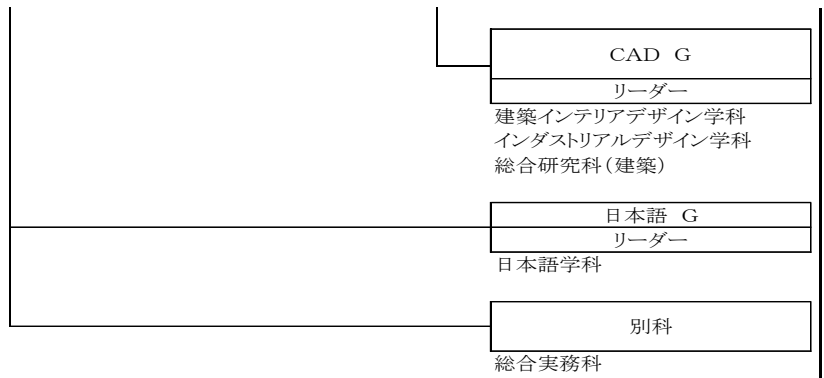 CAD G
リーダー
建築インテリアデザイン学科
インダストリアルデザイン学科
総合研究科(建築)
日本語 G
リーダー
日本語学科
別科
総合実務科